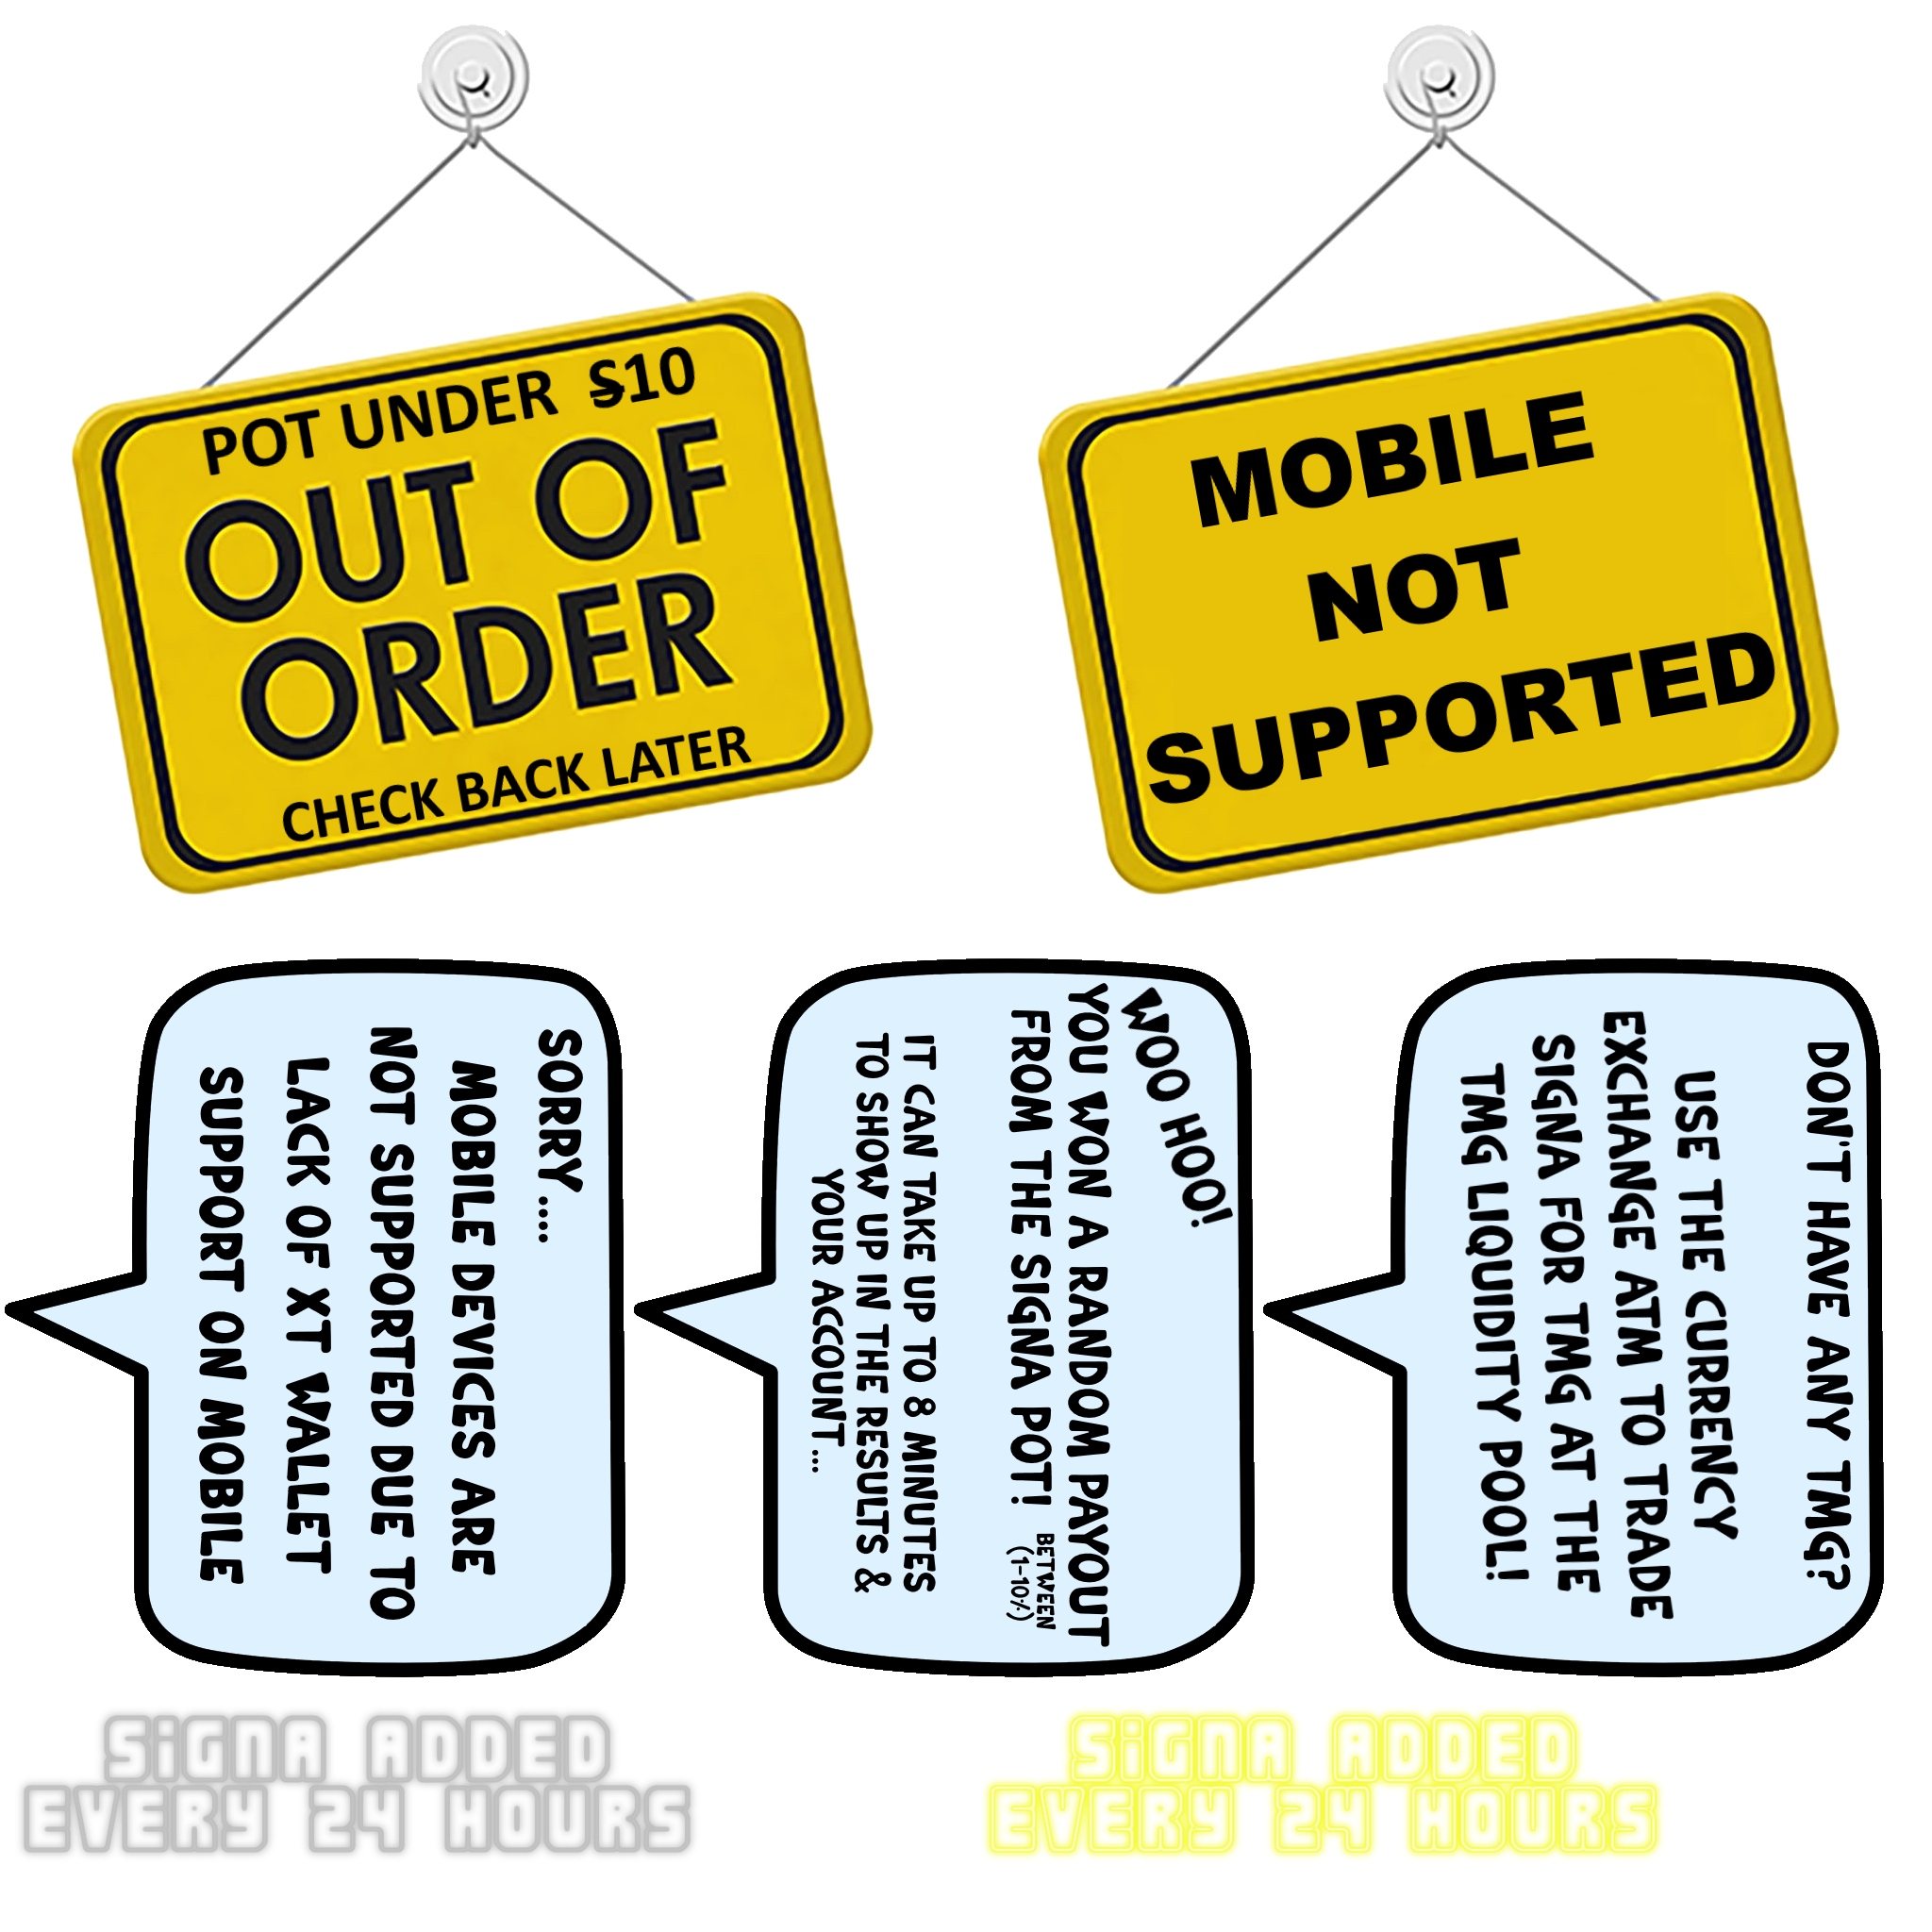 POT UNDER $10
OUT OF
ORDER
CHECK BACK LATER
MOBILE
NOT
SUPPORTED
SORRY ....
MOBILE DEVICES ARE
NOT SUPPORTED DUE TO
LACK OF XT WALLET
SUPPORT ON MOBILE
WOO HOO!
YOU WON A RANDOM PAYOUT
FROM THE SIGNA POT!
BETWEEN
(1-10%)
IT CAN TAKE UP TO 8 MINUTES
TO SHOW UP IN THE RESULTS &
YOUR ACCOUNT ...
DON'T HAVE ANY TMG?
USE THE CURRENCY
EXCHANGE ATM TO TRADE
SIGNA FOR TMG AT THE
TMG LIQUIDITY POOL!
SIGNA ADDED
EVERY 24 HOURS
SIGNA ADDED
EVERY 24 HOURS